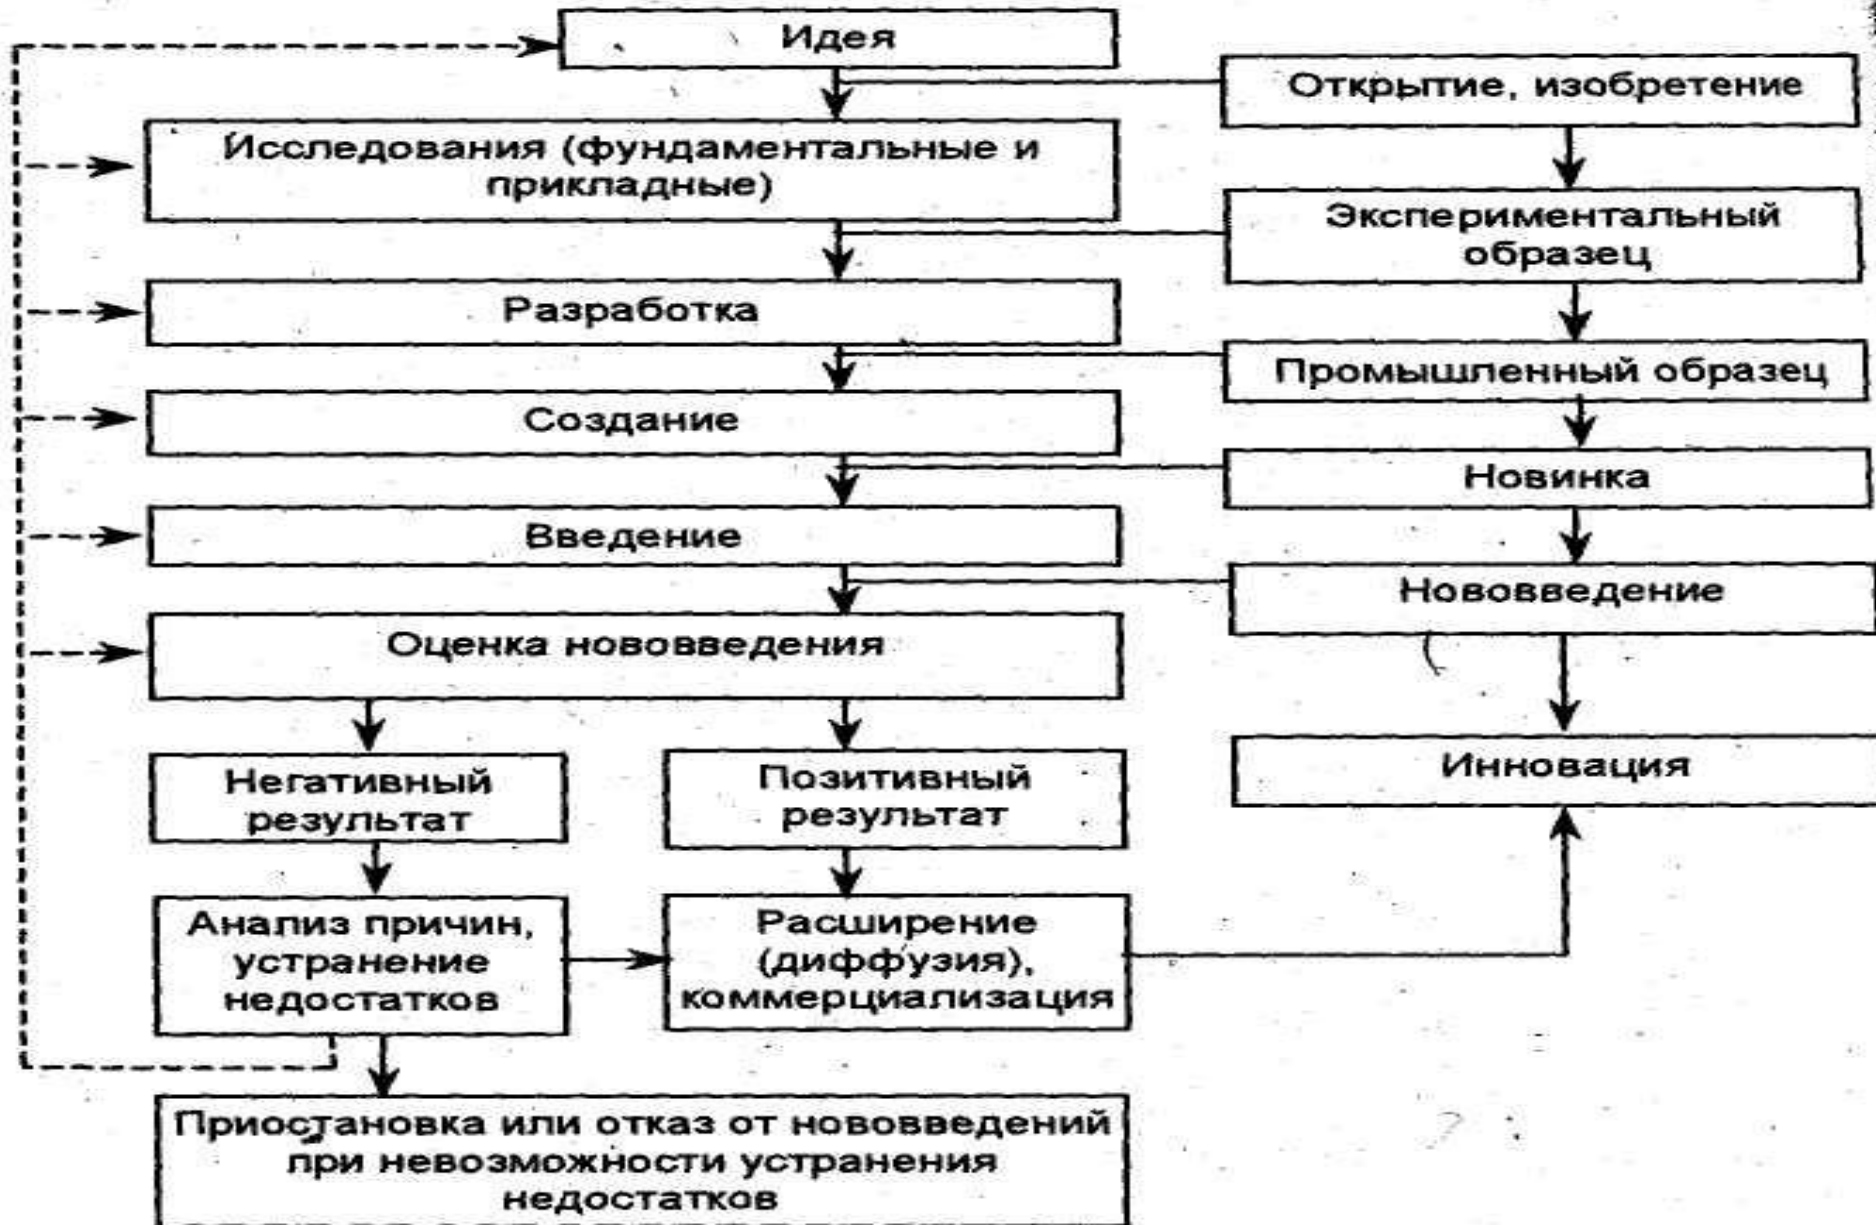 Идея
Открытие, изобретение
Исследования (фундаментальные и
прикладные)
Экспериментальный
образец
Разработка
Промышленный образец
Создание
Новинка
Введение
Нововведение
Оценка нововведения
Негативный
результат
Позитивный
результат
Инновация
Анализ причин,
устранение
недостатков
Расширение
(диффузия),
коммерциализация
Приостановка или отказ от нововведений
при невозможности устранения
недостатков